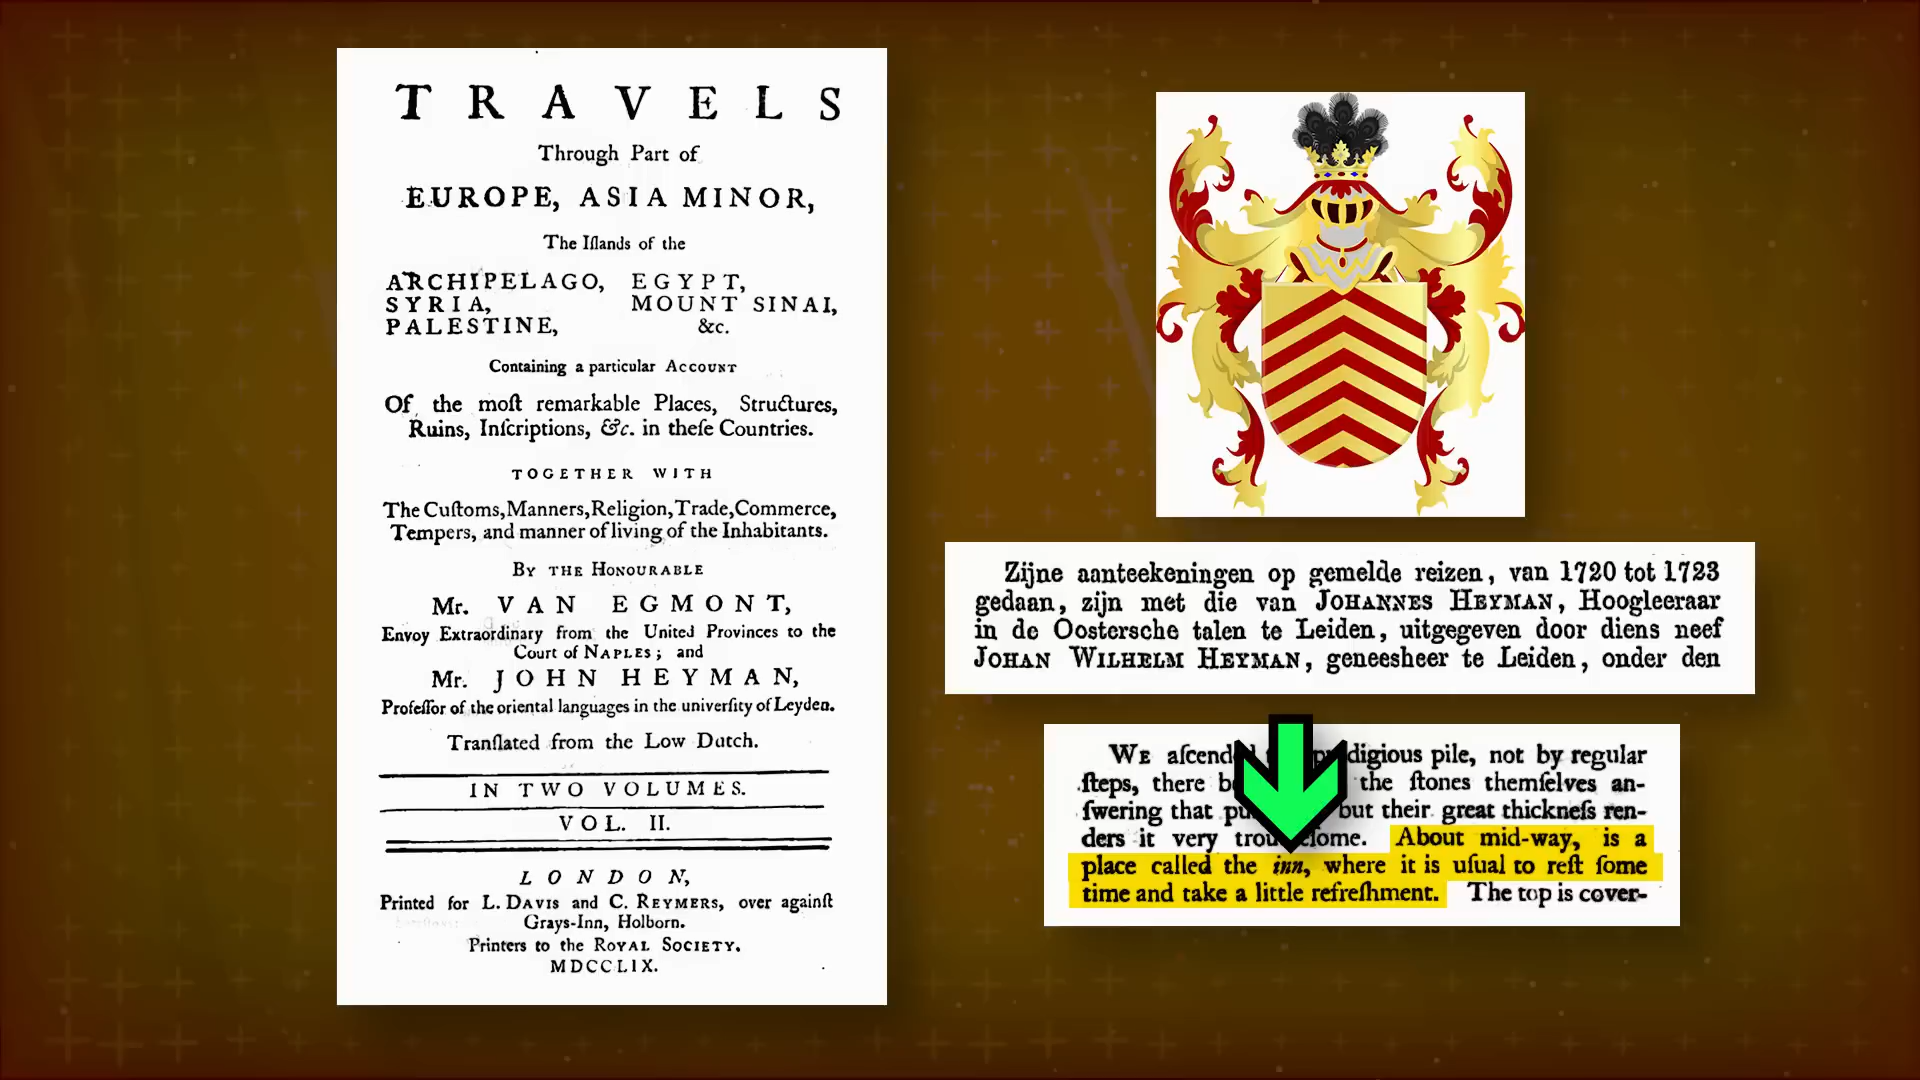 TRAVELS
Through Part of
EUROPE, ASIA MINOR,
The Iſlands of the
ARCHIPELAGO, EGYPT,
SYRIA, MOUNT SINAI,
PALESTINE, &c.
Containing a particular ACCOUNT
Of the moſt remarkable Places, Structures,
Ruins, Inſcriptions, &c. in theſe Countries.
TOGETHER WITH
The Cuſtoms, Manners, Religion, Trade, Commerce,
Tempers, and manner of living of the Inhabitants.
BY THE HONOURABLE
Mr. VAN EGMONT,
Envoy Extraordinary from the United Provinces to the
Court of NAPLES; and
Mr. JOHN HEYMAN,
Profeſſor of the oriental languages in the univerſity of Leyden.
Tranſlated from the Low Dutch.
IN TWO VOLUMES.
VOL. II.
LONDON,
Printed for L. DAVIS and C. REYMERS, over againſt
Grays-Inn, Holborn.
Printers to the ROYAL SOCIETY.
MDCCLIX.
Zijne aanteekeningen op gemelde reizen, van 1720 tot 1723
gedaan, zijn met die van JOHANNES HEYMAN, Hoogleeraar
in de Oostersche talen te Leiden, uitgegeven door diens neef
JOHAN WILHELM HEYMAN, geneesheer te Leiden, onder den
WE pile, not by regular
ſteps, there the ſtones themſelves an-
ſwering that but their great thickneſs ren-
ders it very About mid-way, is a
place called the inn, where it is uſual to reſt ſome
time and take a little refreſhment. The top is cover-